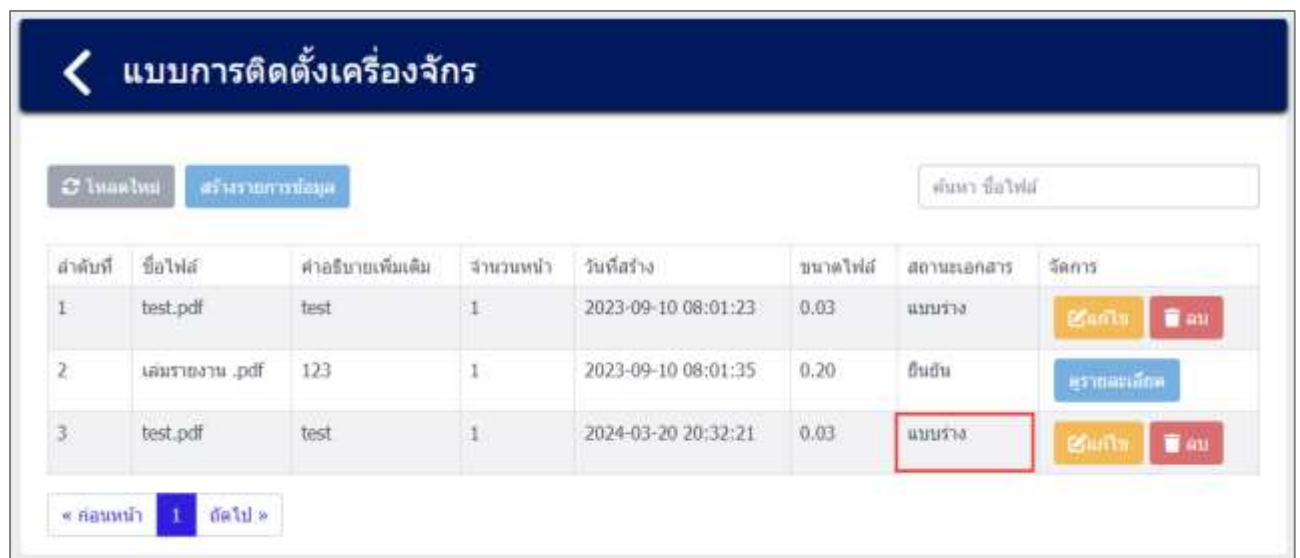 แบบการติดตั้งเครื่องจักร
โหลดใหม่ สร้างรายการข้อมูล ค้นหา ชื่อไฟล์
ลำดับที่ ชื่อไฟล์ คำอธิบายเพิ่มเติม จำนวนหน้า วันที่สร้าง ขนาดไฟล์ สถานะเอกสาร จัดการ
1 test.pdf test 1 2023-09-10 08:01:23 0.03 แบบร่าง แก้ไข ลบ
2 เล่มรายงาน .pdf 123 1 2023-09-10 08:01:35 0.20 ยืนยัน ดูรายละเอียด
3 test.pdf test 1 2024-03-20 20:32:21 0.03 แบบร่าง แก้ไข ลบ
« ก่อนหน้า 1 ถัดไป »